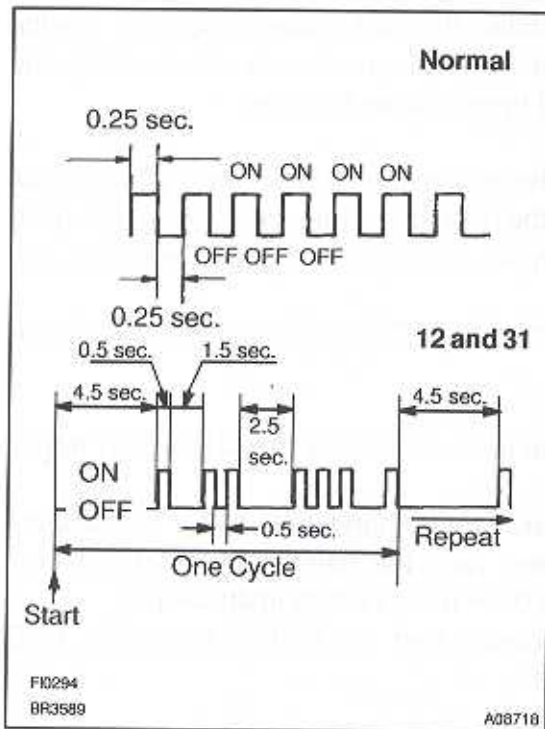 Normal
0.25 sec.
ON ON ON ON
OFF OFF OFF
0.25 sec.
12 and 31
0.5 sec. 1.5 sec.
4.5 sec. 4.5 sec.
2.5
sec.
ON
OFF
0.5 sec.
Repeat
One Cycle
Start
FI0294
BR3589
A08718